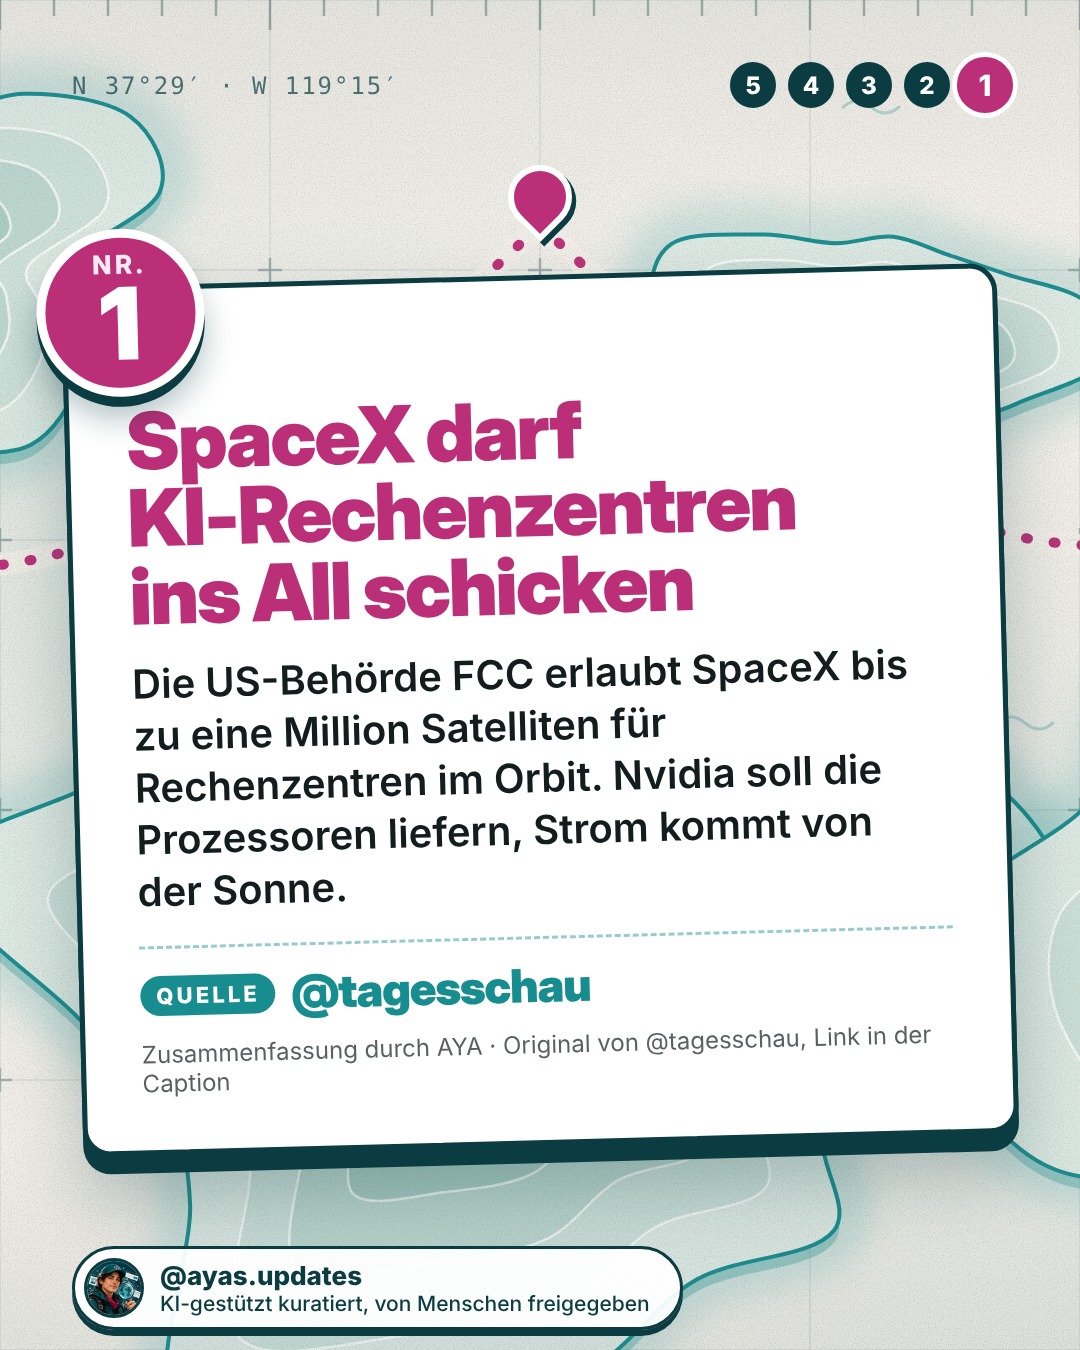 N 37°29′ · W 119°15′
5 4 3 2 1
NR.
1
SpaceX darf
KI-Rechenzentren
ins All schicken
Die US-Behörde FCC erlaubt SpaceX bis
zu eine Million Satelliten für
Rechenzentren im Orbit. Nvidia soll die
Prozessoren liefern, Strom kommt von
der Sonne.
QUELLE @tagesschau
Zusammenfassung durch AYA · Original von @tagesschau, Link in der
Caption
@ayas.updates
KI-gestützt kuratiert, von Menschen freigegeben